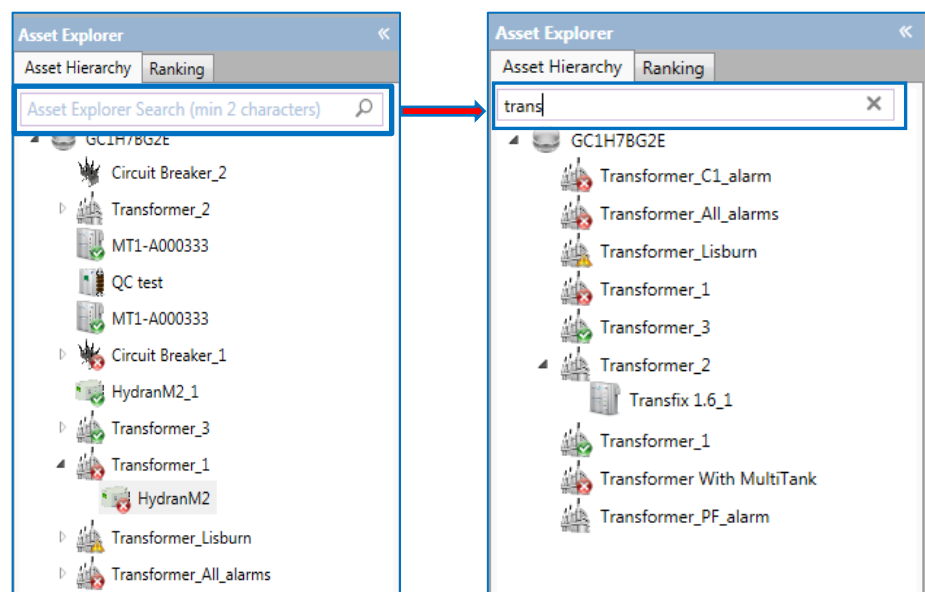 Asset Explorer
Asset Hierarchy Ranking
Asset Explorer Search (min 2 characters)
GC1H7BG2E
Circuit Breaker_2
Transformer_2
MT1-A000333
QC test
MT1-A000333
Circuit Breaker_1
HydranM2_1
Transformer_3
Transformer_1
HydranM2
Transformer_Lisburn
Transformer_All_alarms
Asset Explorer
Asset Hierarchy Ranking
trans
GC1H7BG2E
Transformer_C1_alarm
Transformer_All_alarms
Transformer_Lisburn
Transformer_1
Transformer_3
Transformer_2
Transfix 1.6_1
Transformer_1
Transformer With MultiTank
Transformer_PF_alarm